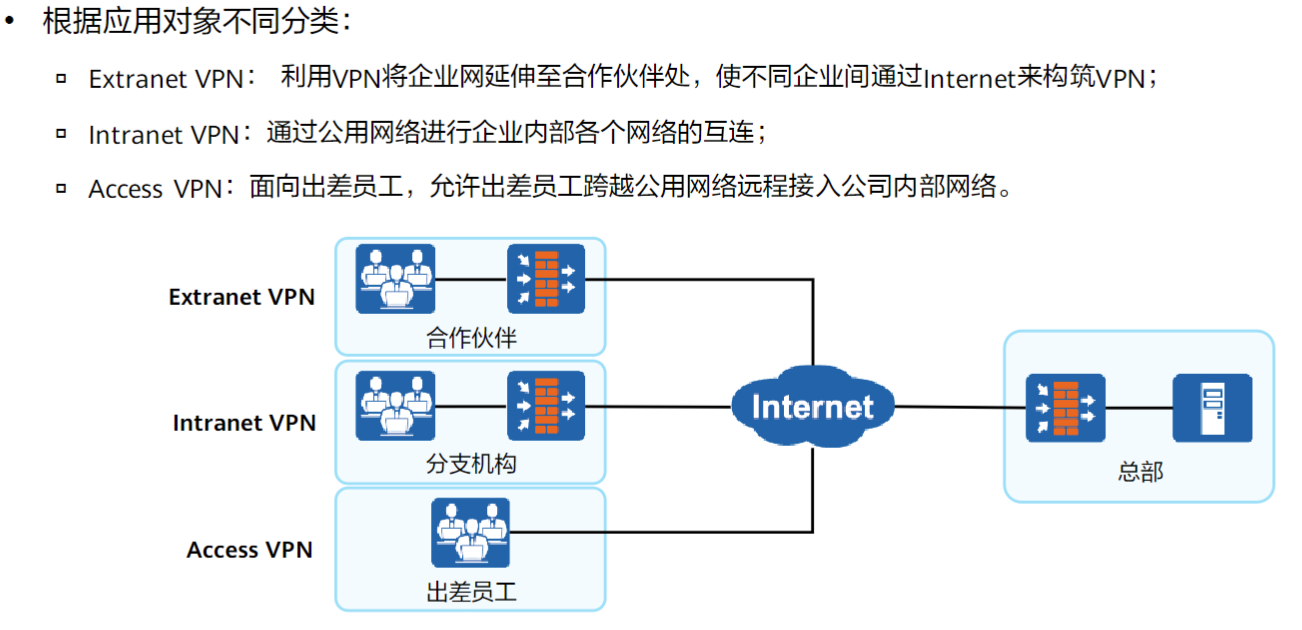 • 根据应用对象不同分类：
▫ Extranet VPN： 利用VPN将企业网延伸至合作伙伴处，使不同企业间通过Internet来构筑VPN；
▫ Intranet VPN：通过公用网络进行企业内部各个网络的互连；
▫ Access VPN：面向出差员工，允许出差员工跨越公用网络远程接入公司内部网络。
Extranet VPN
合作伙伴
Intranet VPN
分支机构
Internet
总部
Access VPN
出差员工